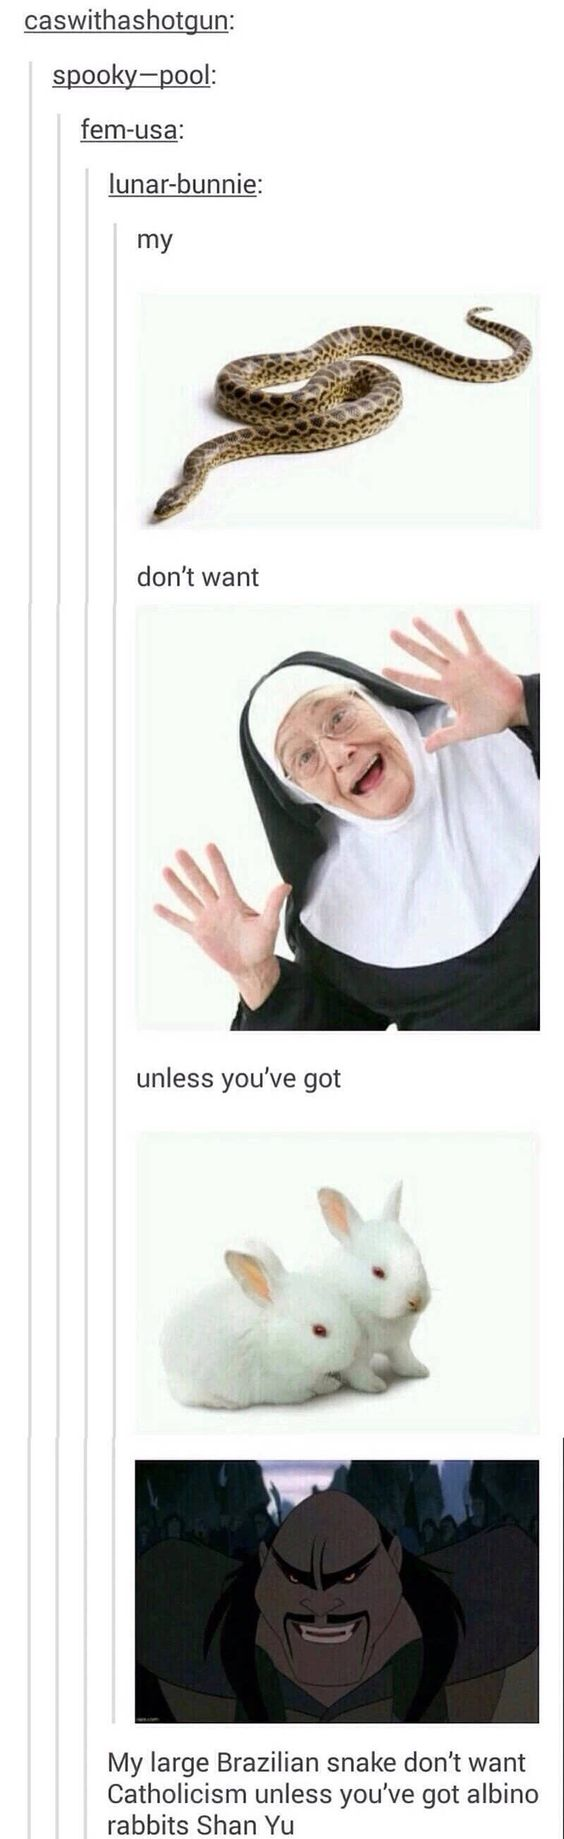 caswithashotgun:
spooky—pool:
fem-usa:
lunar-bunnie:
my
don't want
unless you've got
My large Brazilian snake don't want
Catholicism unless you've got albino
rabbits Shan Yu